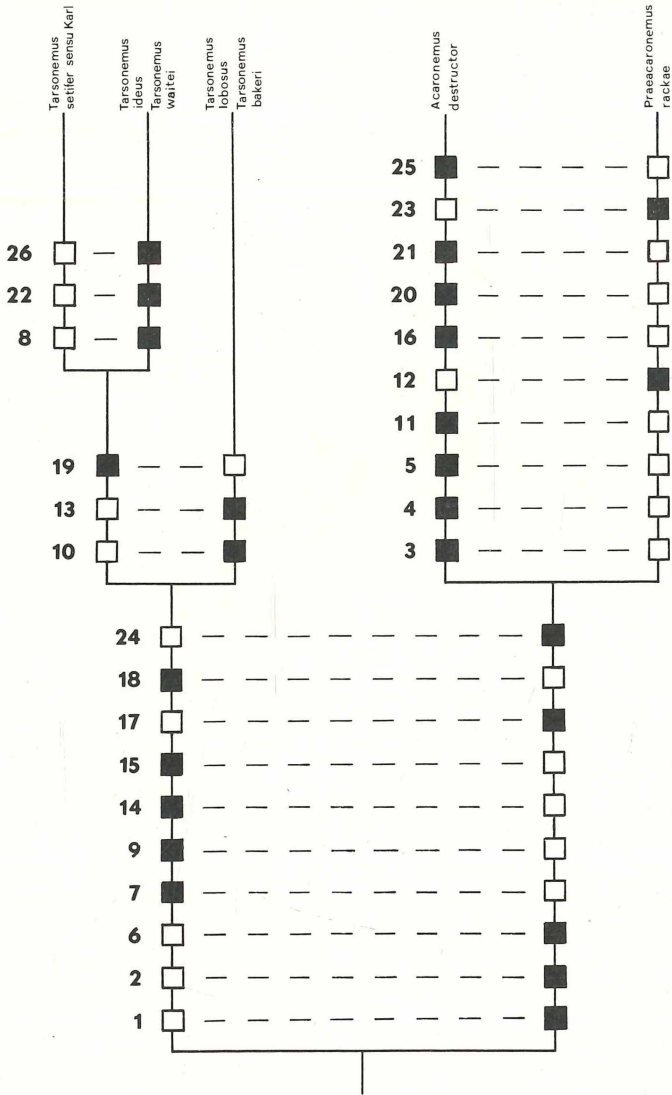 Tarsonemus
setifer sensu Karl
Tarsonemus
ideus
Tarsonemus
waitei
Tarsonemus
lobosus
Tarsonemus
bakeri
Acaronemus
destructor
Praeacaronemus
rackae
26
22
8
19
13
10
25
23
21
20
16
12
11
5
4
3
24
18
17
15
14
9
7
6
2
1